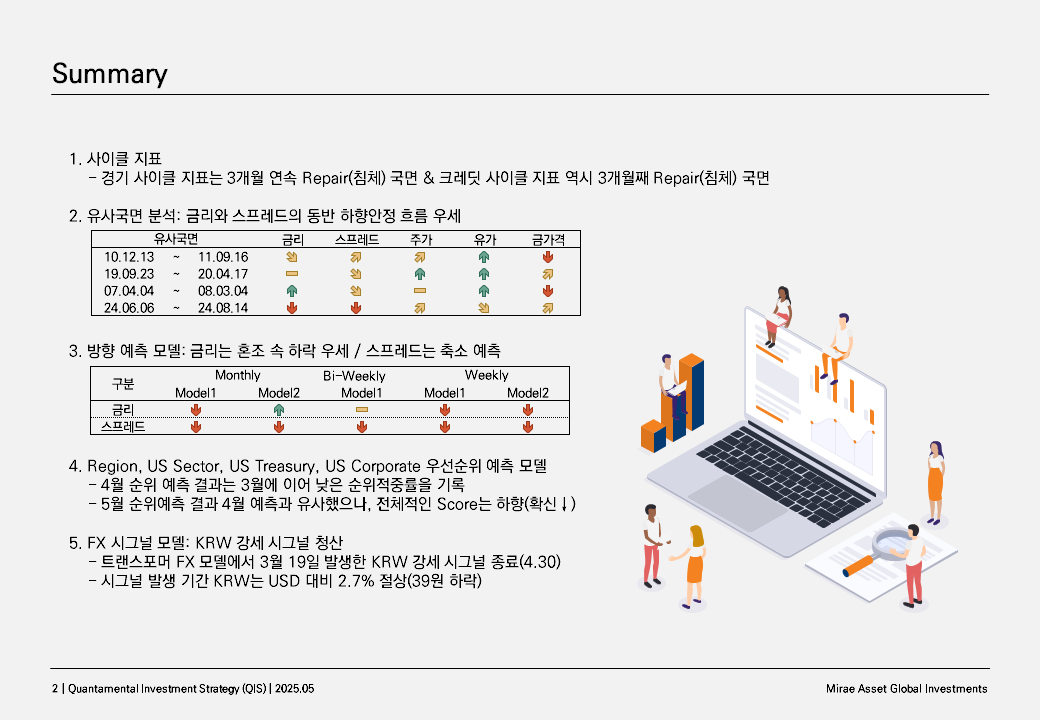 Summary
1. 사이클 지표
- 경기 사이클 지표는 3개월 연속 Repair(침체) 국면 & 크레딧 사이클 지표 역시 3개월째 Repair(침체) 국면
2. 유사국면 분석: 금리와 스프레드의 동반 하향안정 흐름 우세
유사국면 금리 스프레드 주가 유가 금가격
10.12.13 ~ 11.09.16
19.09.23 ~ 20.04.17
07.04.04 ~ 08.03.04
24.06.06 ~ 24.08.14
3. 방향 예측 모델: 금리는 혼조 속 하락 우세 / 스프레드는 축소 예측
구분 Monthly Bi-Weekly Weekly
Model1 Model2 Model1 Model1 Model2
금리
스프레드
4. Region, US Sector, US Treasury, US Corporate 우선순위 예측 모델
- 4월 순위 예측 결과는 3월에 이어 낮은 순위적중률을 기록
- 5월 순위예측 결과 4월 예측과 유사했으나, 전체적인 Score는 하향(확신↓)
5. FX 시그널 모델: KRW 강세 시그널 청산
- 트랜스포머 FX 모델에서 3월 19일 발생한 KRW 강세 시그널 종료(4.30)
- 시그널 발생 기간 KRW는 USD 대비 2.7% 절상(39원 하락)
2 | Quantamental Investment Strategy (QIS) | 2025.05
Mirae Asset Global Investments